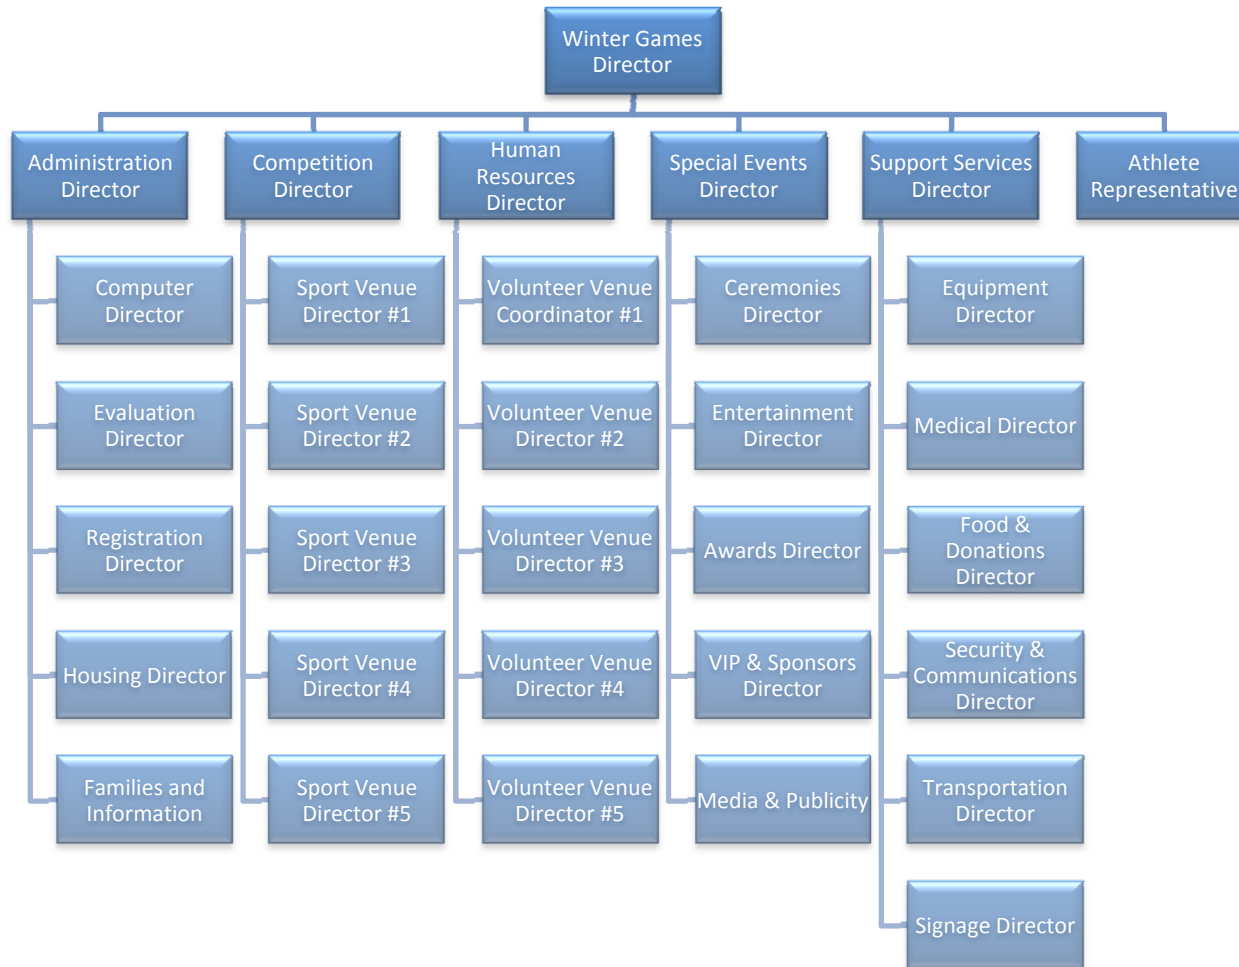 Winter Games
Director
Administration
Director
Competition
Director
Human
Resources
Director
Special Events
Director
Support Services
Director
Athlete
Representative
Computer
Director
Sport Venue
Director #1
Volunteer Venue
Coordinator #1
Ceremonies
Director
Equipment
Director
Evaluation
Director
Sport Venue
Director #2
Volunteer Venue
Director #2
Entertainment
Director
Medical Director
Registration
Director
Sport Venue
Director #3
Volunteer Venue
Director #3
Awards Director
Food &
Donations
Director
Housing Director
Sport Venue
Director #4
Volunteer Venue
Director #4
VIP & Sponsors
Director
Security &
Communications
Director
Families and
Information
Sport Venue
Director #5
Volunteer Venue
Director #5
Media & Publicity
Transportation
Director
Signage Director